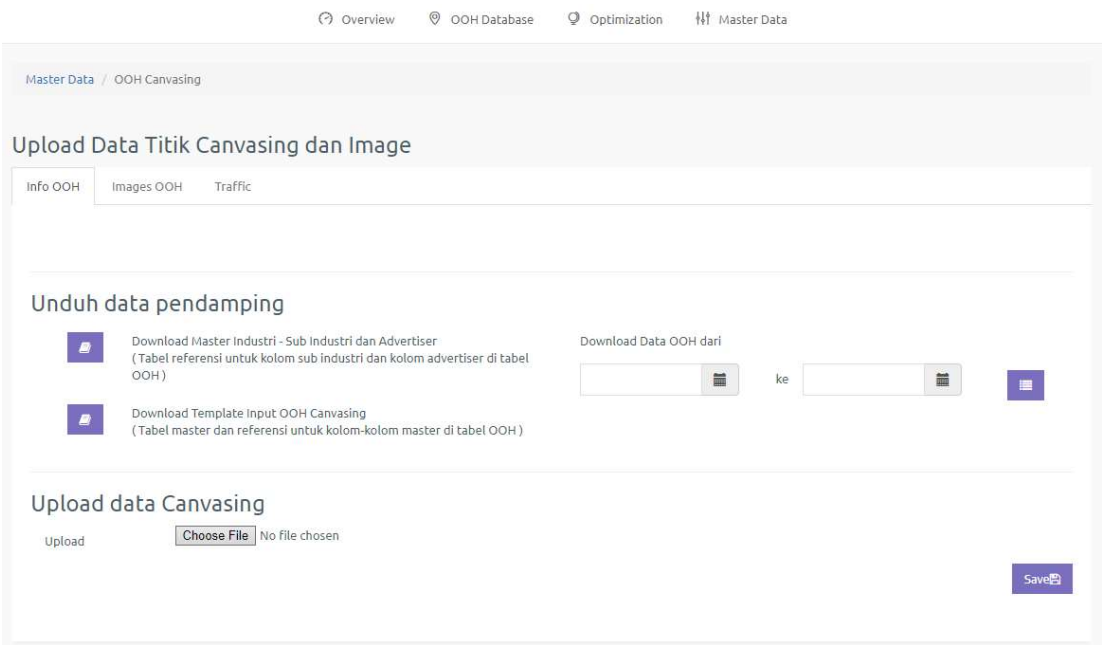 Overview OOH Database Optimization Master Data
Master Data / OOH Canvasing
Upload Data Titik Canvasing dan Image
Info OOH Images OOH Traffic
Unduh data pendamping
Download Master Industri - Sub Industri dan Advertiser
( Tabel referensi untuk kolom sub industri dan kolom advertiser di tabel
OOH )
Download Data OOH dari
ke
Download Template Input OOH Canvasing
( Tabel master dan referensi untuk kolom-kolom master di tabel OOH )
Upload data Canvasing
Upload Choose File No file chosen
Save